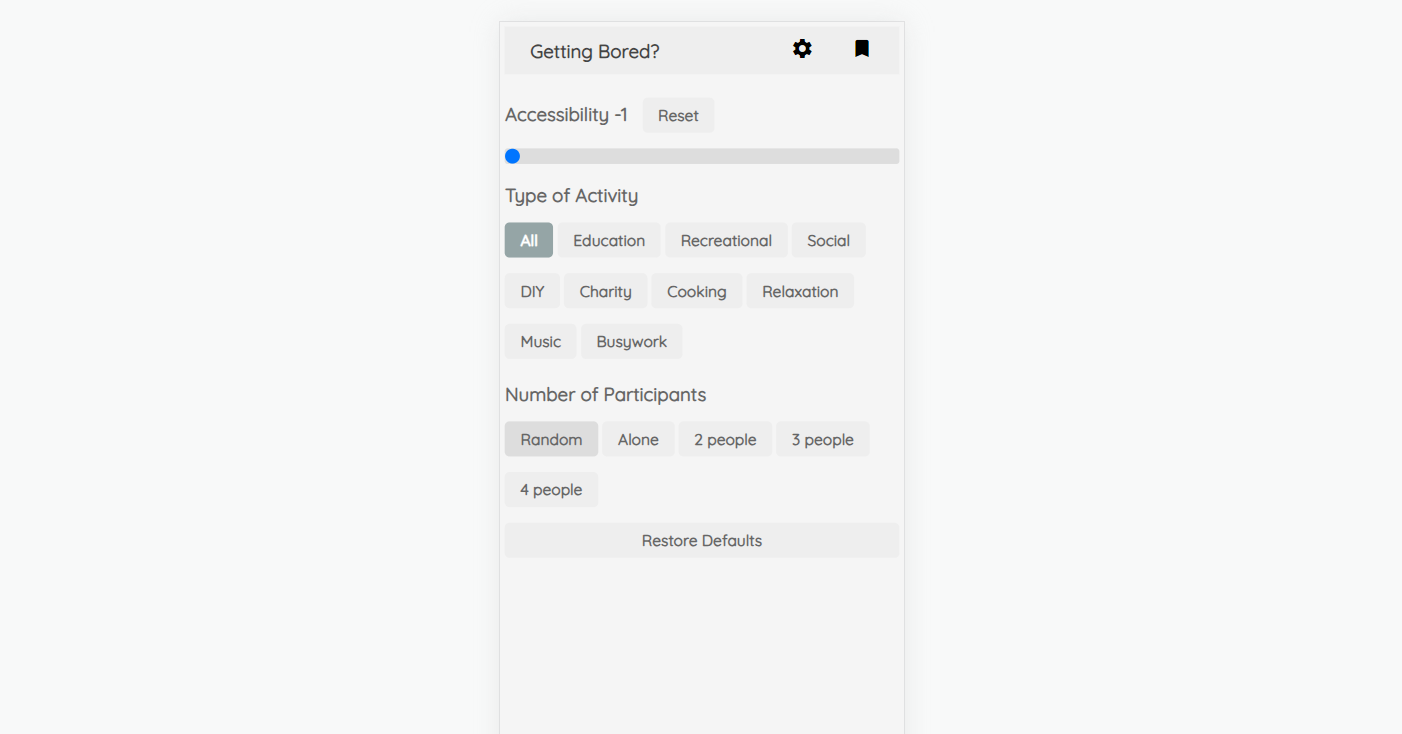 Getting Bored?
Accessibility -1 Reset
Type of Activity
All Education Recreational Social
DIY Charity Cooking Relaxation
Music Busywork
Number of Participants
Random Alone 2 people 3 people
4 people
Restore Defaults